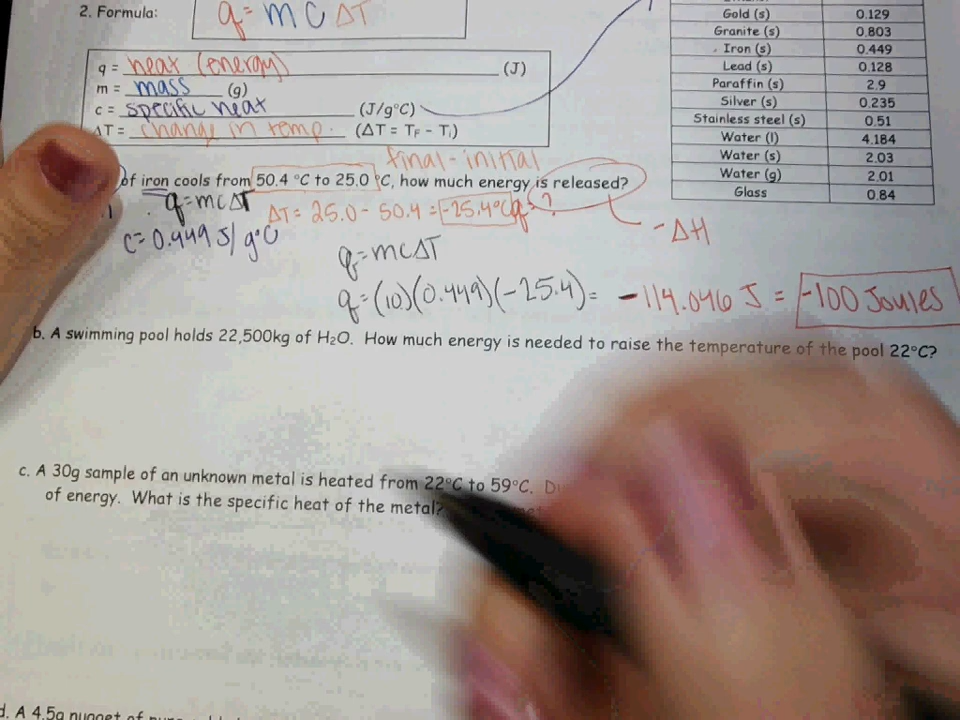 2. Formula:
q = m C ΔT
q = heat (energy) (J)
m = mass (g)
c = specific heat (J/g°C)
ΔT = change in temp. (ΔT = TF - Ti)
final - initial
Gold (s) 0.129
Granite (s) 0.803
Iron (s) 0.449
Lead (s) 0.128
Paraffin (s) 2.9
Silver (s) 0.235
Stainless steel (s) 0.51
Water (l) 4.184
Water (s) 2.03
Water (g) 2.01
Glass 0.84
of iron cools from 50.4 °C to 25.0 °C, how much energy is released?
q=mCΔT
ΔT = 25.0 - 50.4 = -25.4°C q = ?
- ΔH
C = 0.449 J/g°C
q = mCΔT
q = (10)(0.449)(-25.4) = -114.046 J = -100 Joules
b. A swimming pool holds 22,500kg of H2O. How much energy is needed to raise the temperature of the pool 22°C?
c. A 30g sample of an unknown metal is heated from 22°C to 59°C.
of energy. What is the specific heat of the metal?
d. A 4.5g nugget of